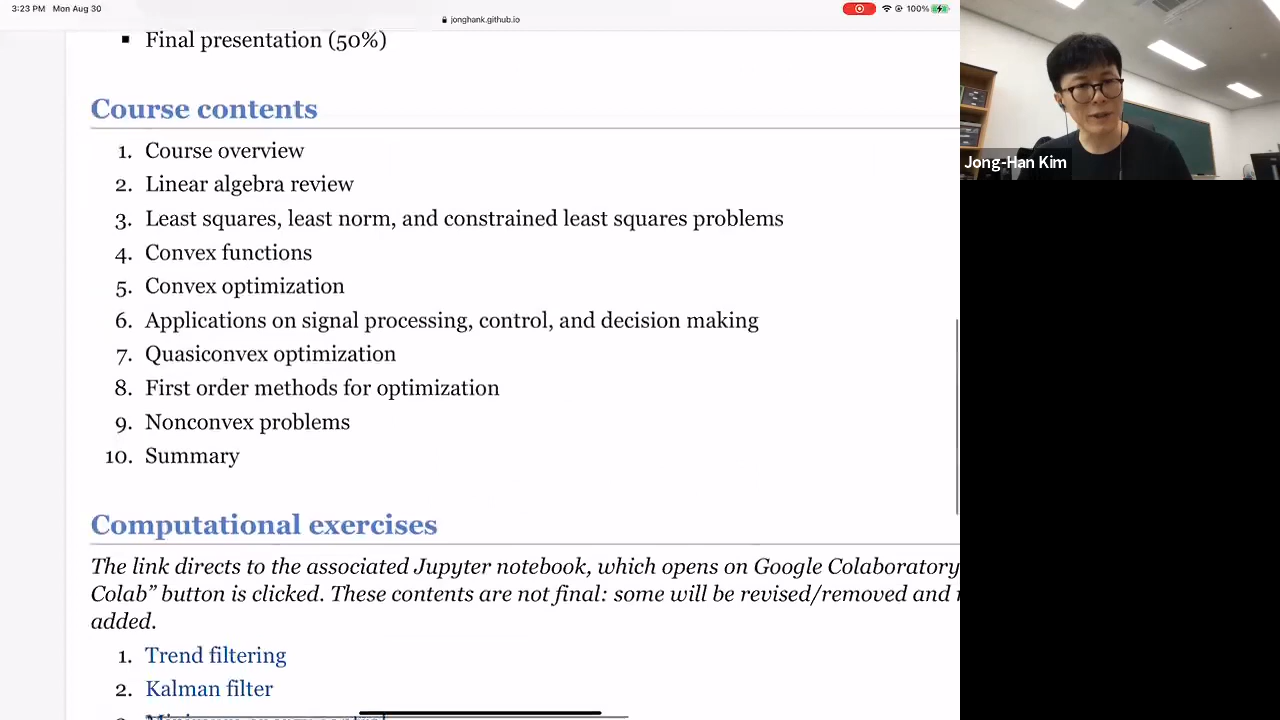 3:23 PM Mon Aug 30
100%
jonghank.github.io
▪ Final presentation (50%)
Course contents
1. Course overview
2. Linear algebra review
3. Least squares, least norm, and constrained least squares problems
4. Convex functions
5. Convex optimization
6. Applications on signal processing, control, and decision making
7. Quasiconvex optimization
8. First order methods for optimization
9. Nonconvex problems
10. Summary
Computational exercises
The link directs to the associated Jupyter notebook, which opens on Google Colaboratory
Colab” button is clicked. These contents are not final: some will be revised/removed and
added.
1. Trend filtering
2. Kalman filter
Jong-Han Kim